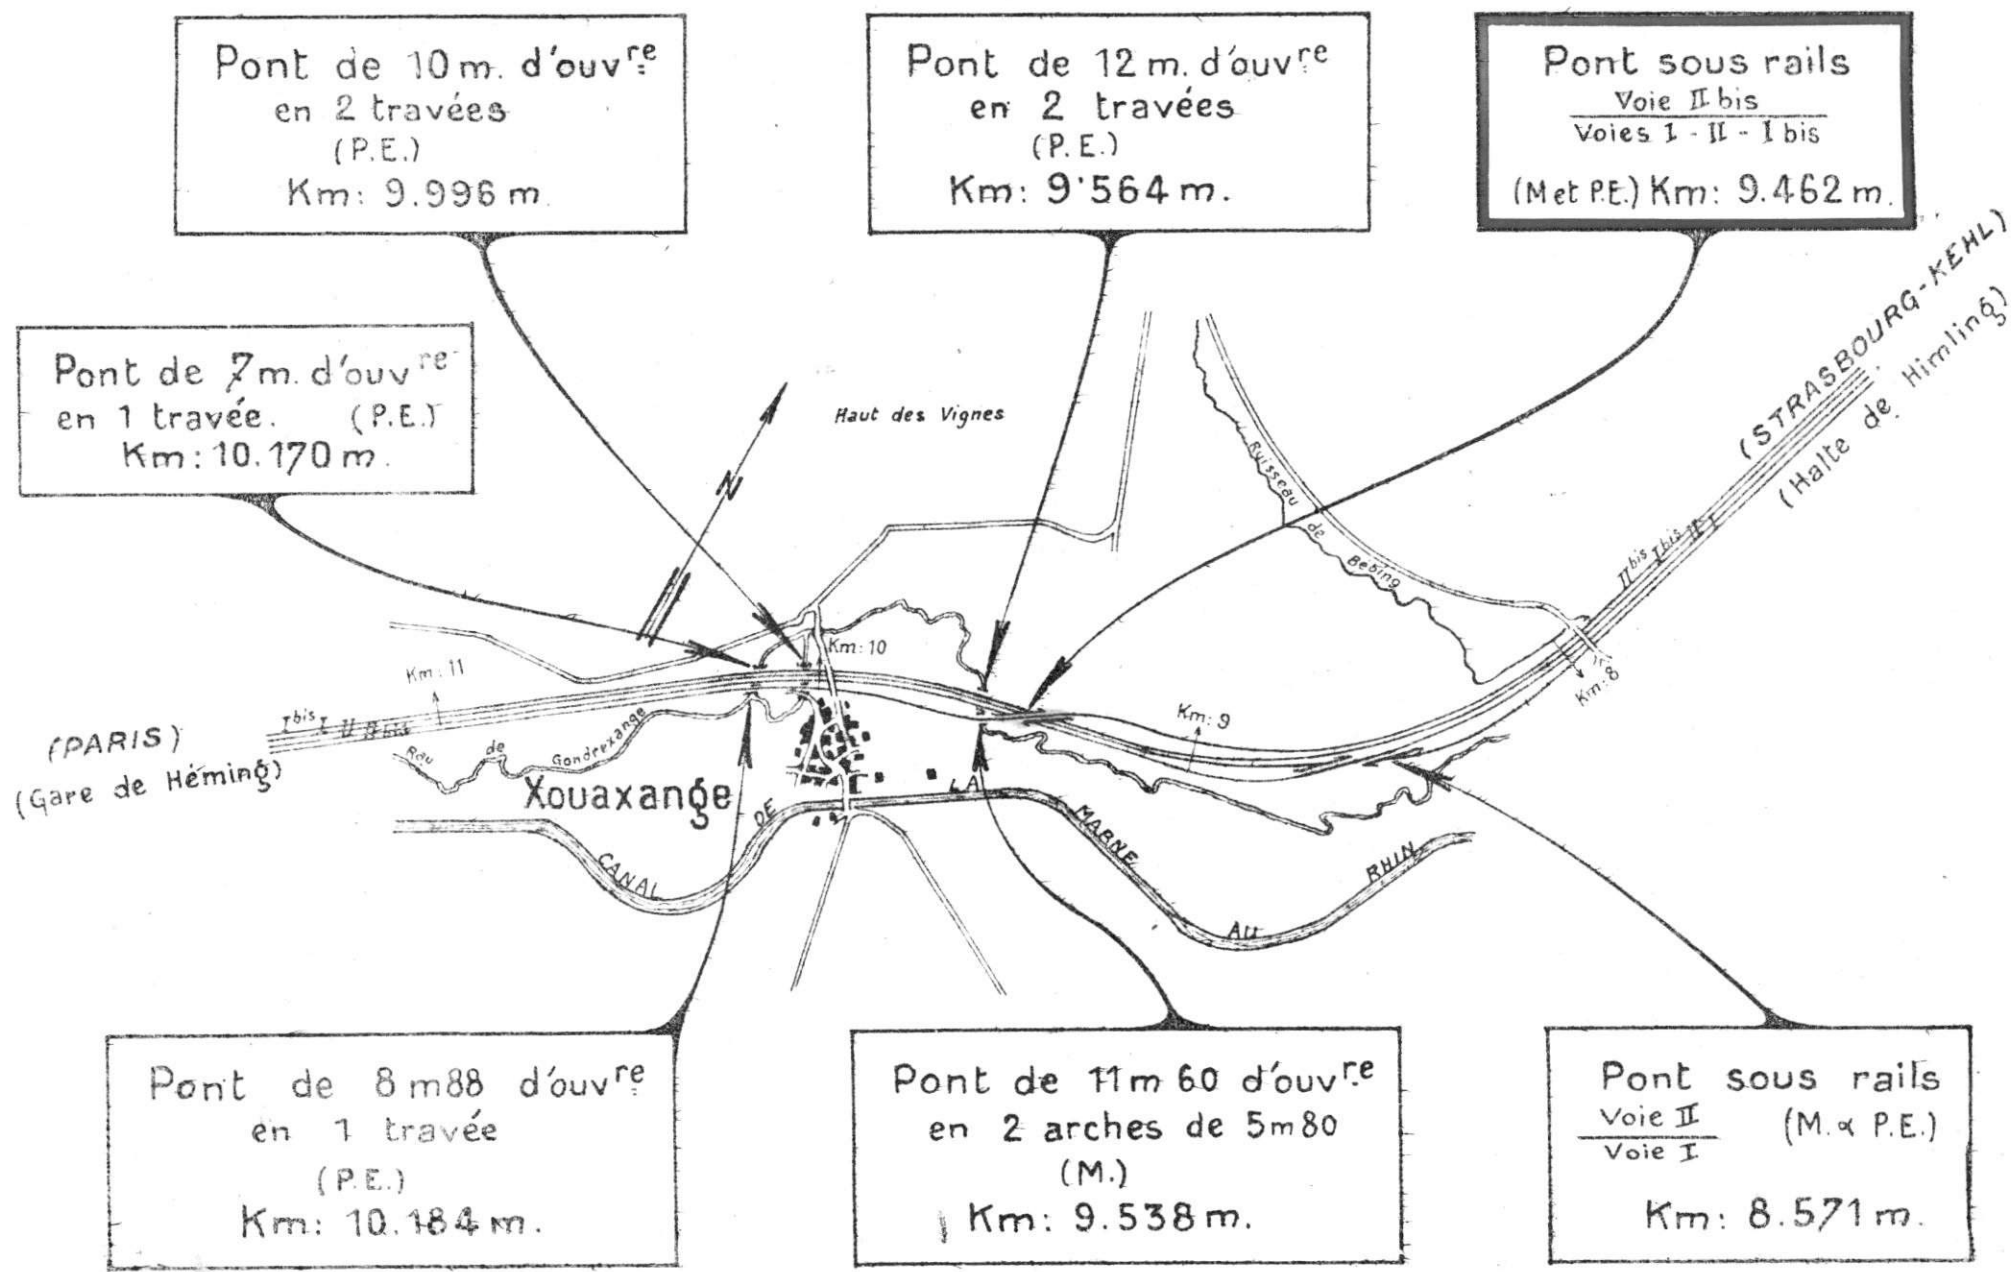 Pont de 10 m. d'ouvre
en 2 travées
(P.E.)
Km: 9.996 m.
Pont de 12 m. d'ouvre
en 2 travées
(P.E.)
Km: 9.564 m.
Pont sous rails
Voie II bis
Voies I - II - I bis
(M et P.E.) Km: 9.462 m.
Pont de 7 m. d'ouvre
en 1 travée. (P.E.)
Km: 10.170 m.
Haut des Vignes
N
(STRASBOURG-KEHL)
(Halte de Himling)
Ruisseau de Bebing
II bis I bis II I
Km: 11
Km: 10
Km: 9
Km: 8
I bis I II II bis
(PARIS)
(Gare de Héming)
Rau de Gondrexange
Xouaxange
CANAL DE LA MARNE AU RHIN
Pont de 8 m 88 d'ouvre
en 1 travée
(P.E.)
Km: 10.184 m.
Pont de 11 m 60 d'ouvre
en 2 arches de 5 m 80
(M.)
Km: 9.538 m.
Pont sous rails
Voie II
Voie I
(M. & P.E.)
Km: 8.571 m.